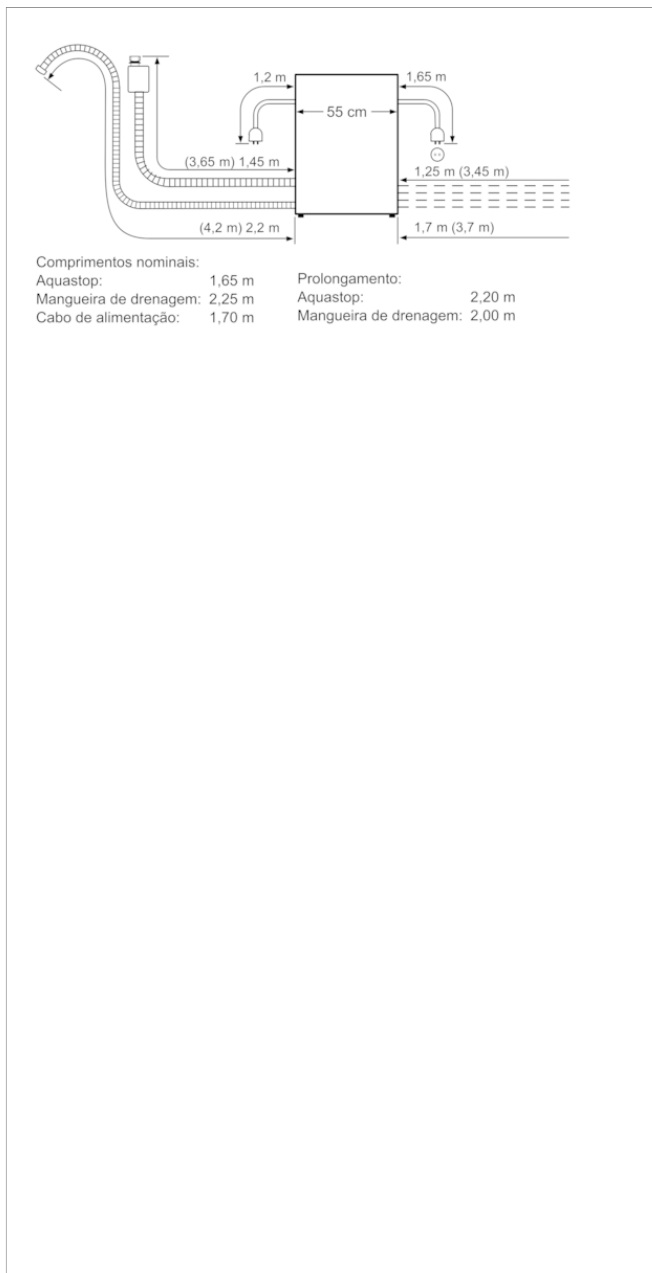 1,2 m
1,65 m
55 cm
(3,65 m) 1,45 m
1,25 m (3,45 m)
(4,2 m) 2,2 m
1,7 m (3,7 m)
Comprimentos nominais:
Aquastop: 1,65 m
Mangueira de drenagem: 2,25 m
Cabo de alimentação: 1,70 m
Prolongamento:
Aquastop: 2,20 m
Mangueira de drenagem: 2,00 m